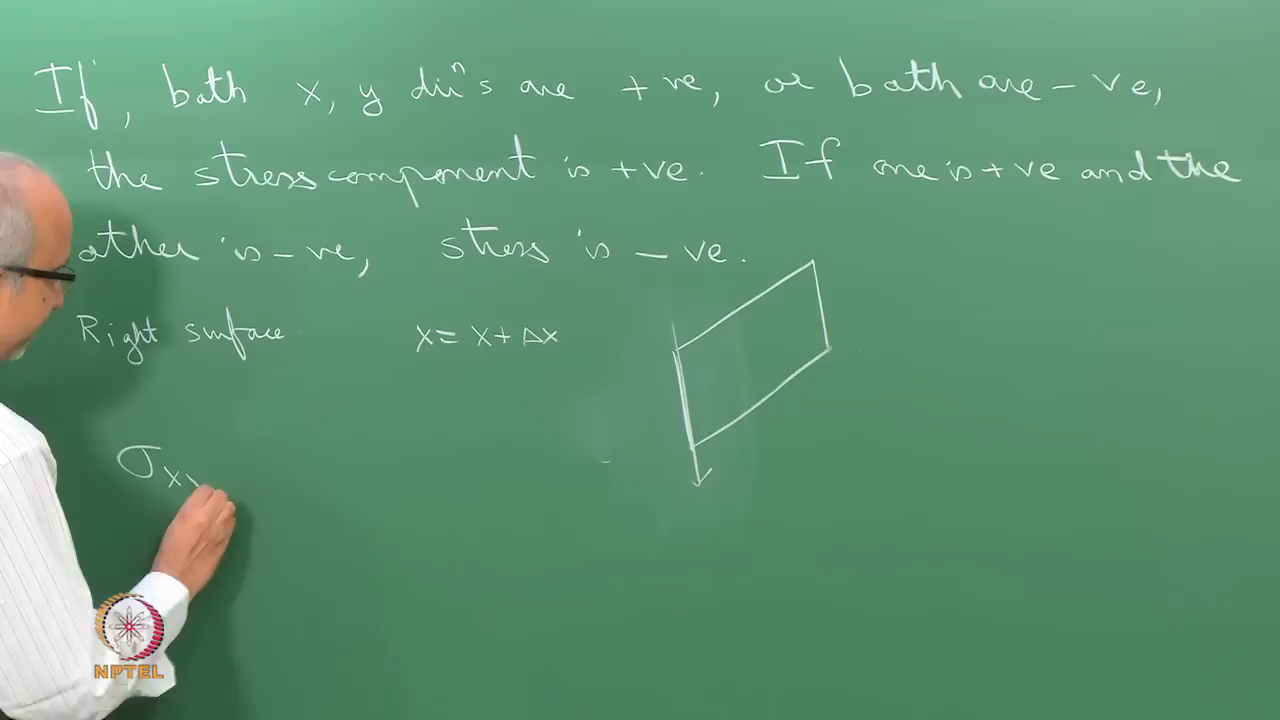 If, both x, y dirⁿs are +ve, or both are - ve,
the stress component is +ve. If one is +ve and the
other is - ve, stress is - ve.
Right surface x = x + Δx
σx
NPTEL